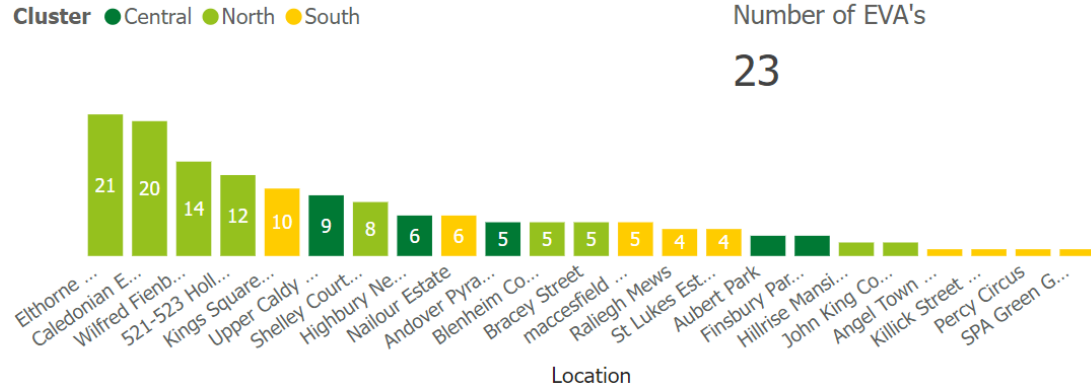 Cluster Central North South
Number of EVA's
23
21 20 14 12 10 9 8 6 6 5 5 5 5 4 4
Elthorne ...
Caledonian E...
Wilfred Fienb...
521-523 Holl...
Kings Square...
Upper Caldy ...
Shelley Court...
Highbury Ne...
Nailour Estate
Andover Pyra...
Blenheim Co...
Bracey Street
maccesfield ...
Raliegh Mews
St Lukes Est...
Aubert Park
Finsbury Par...
Hillrise Mansi...
John King Co...
Angel Town ...
Killick Street ...
Percy Circus
SPA Green G...
Location